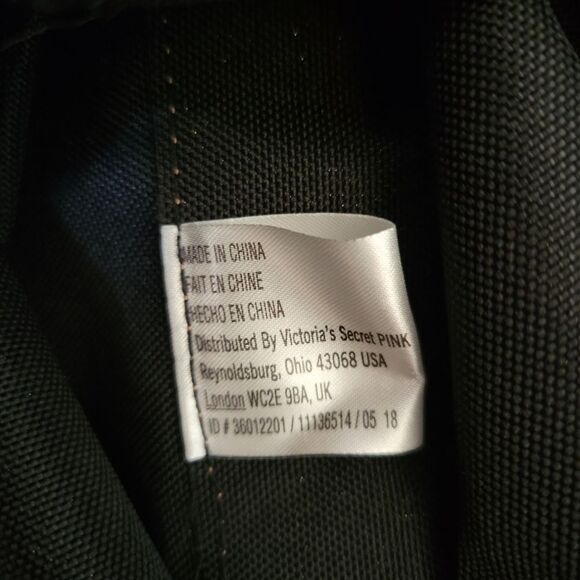 MADE IN CHINA
FAIT EN CHINE
HECHO EN CHINA
Distributed By Victoria's Secret PINK
Reynoldsburg, Ohio 43068 USA
London WC2E 9BA, UK
ID # 36012201 / 11136514 / 05 18